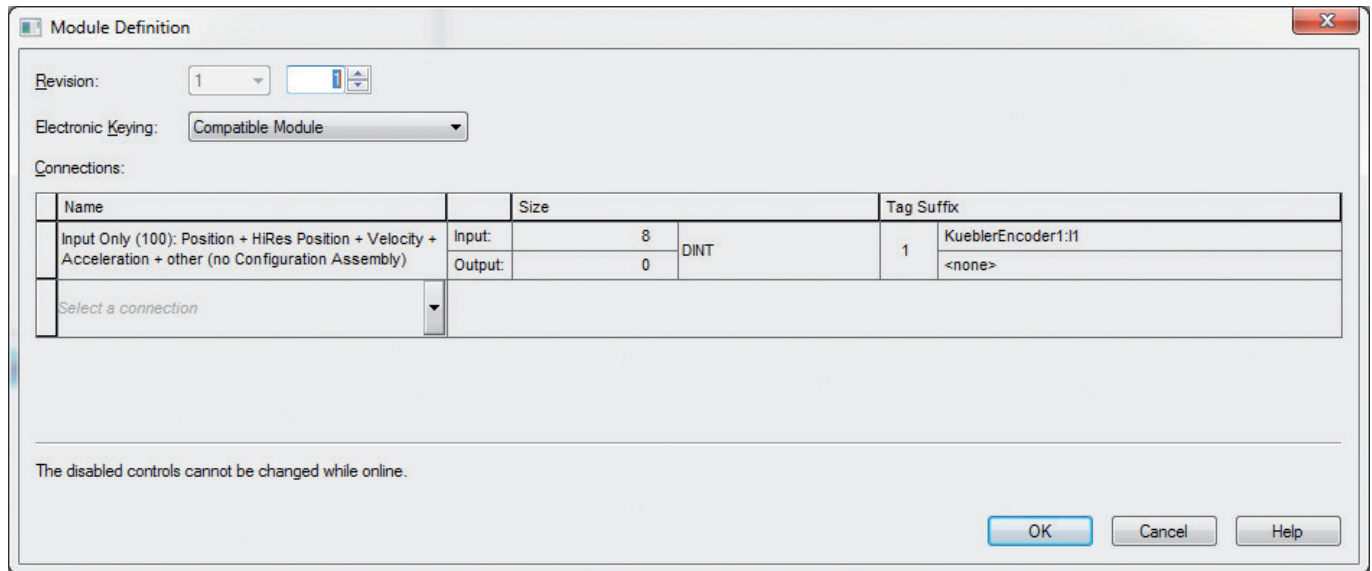 Module Definition
Revision: 1 1
Electronic Keying: Compatible Module
Connections:
Name Size Tag Suffix
Input Only (100): Position + HiRes Position + Velocity + Input: 8 DINT 1 KueblerEncoder1:I1
Acceleration + other (no Configuration Assembly) Output: 0 <none>
Select a connection
The disabled controls cannot be changed while online.
OK Cancel Help